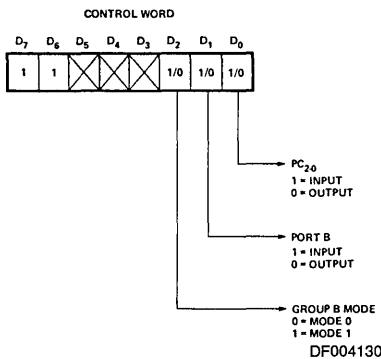 CONTROL WORD
D7 D6 D5 D4 D3 D2 D1 D0
1 1 1/0 1/0 1/0
PC2-0
1 = INPUT
0 = OUTPUT
PORT B
1 = INPUT
0 = OUTPUT
GROUP B MODE
0 = MODE 0
1 = MODE 1
DF004130